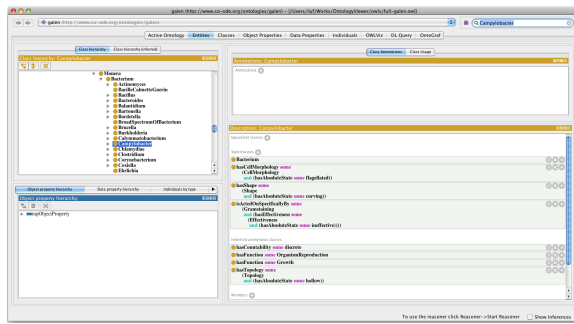 galen (http://www.co-ode.org/ontologies/galen) – [/Users/lyf/Works/OntologyViewer/owls/full-galen.owl]
galen (http://www.co-ode.org/ontologies/galen)
Campylobacter
Active Ontology Entities Classes Object Properties Data Properties Individuals OWLViz DL Query OntoGraf
Class hierarchy Class hierarchy (inferred)
Class hierarchy: Campylobacter
Monera
Bacterium
Actinomyces
BacilleCalmetteGuerin
Bacillus
Bacteroides
Balantidium
Bartonella
Bordetella
BroadSpectrumOfBacterium
Brucella
Burkholderia
Calymmatobacterium
Campylobacter
Chlamydiae
Clostridium
Corynebacterium
Coxiella
Ehrlichia
Object property hierarchy Data property hierarchy Individuals by type
Object property hierarchy:
topObjectProperty
Class Annotations Class Usage
Annotations: Campylobacter
Annotations
Description: Campylobacter
Equivalent classes
Superclasses
Bacterium
hasCellMorphology some
(CellMorphology
and (hasAbsoluteState some flagellated))
hasShape some
(Shape
and (hasAbsoluteState some curving))
isActedOnSpecificallyBy some
(Gramstaining
and (hasEffectiveness some
(Effectiveness
and (hasAbsoluteState some ineffective))))
Inherited anonymous classes
hasCountability some discrete
hasFunction some OrganismReproduction
hasFunction some Growth
hasTopology some
(Topology
and (hasAbsoluteState some hollow))
Members
To use the reasoner click Reasoner->Start Reasoner Show Inferences